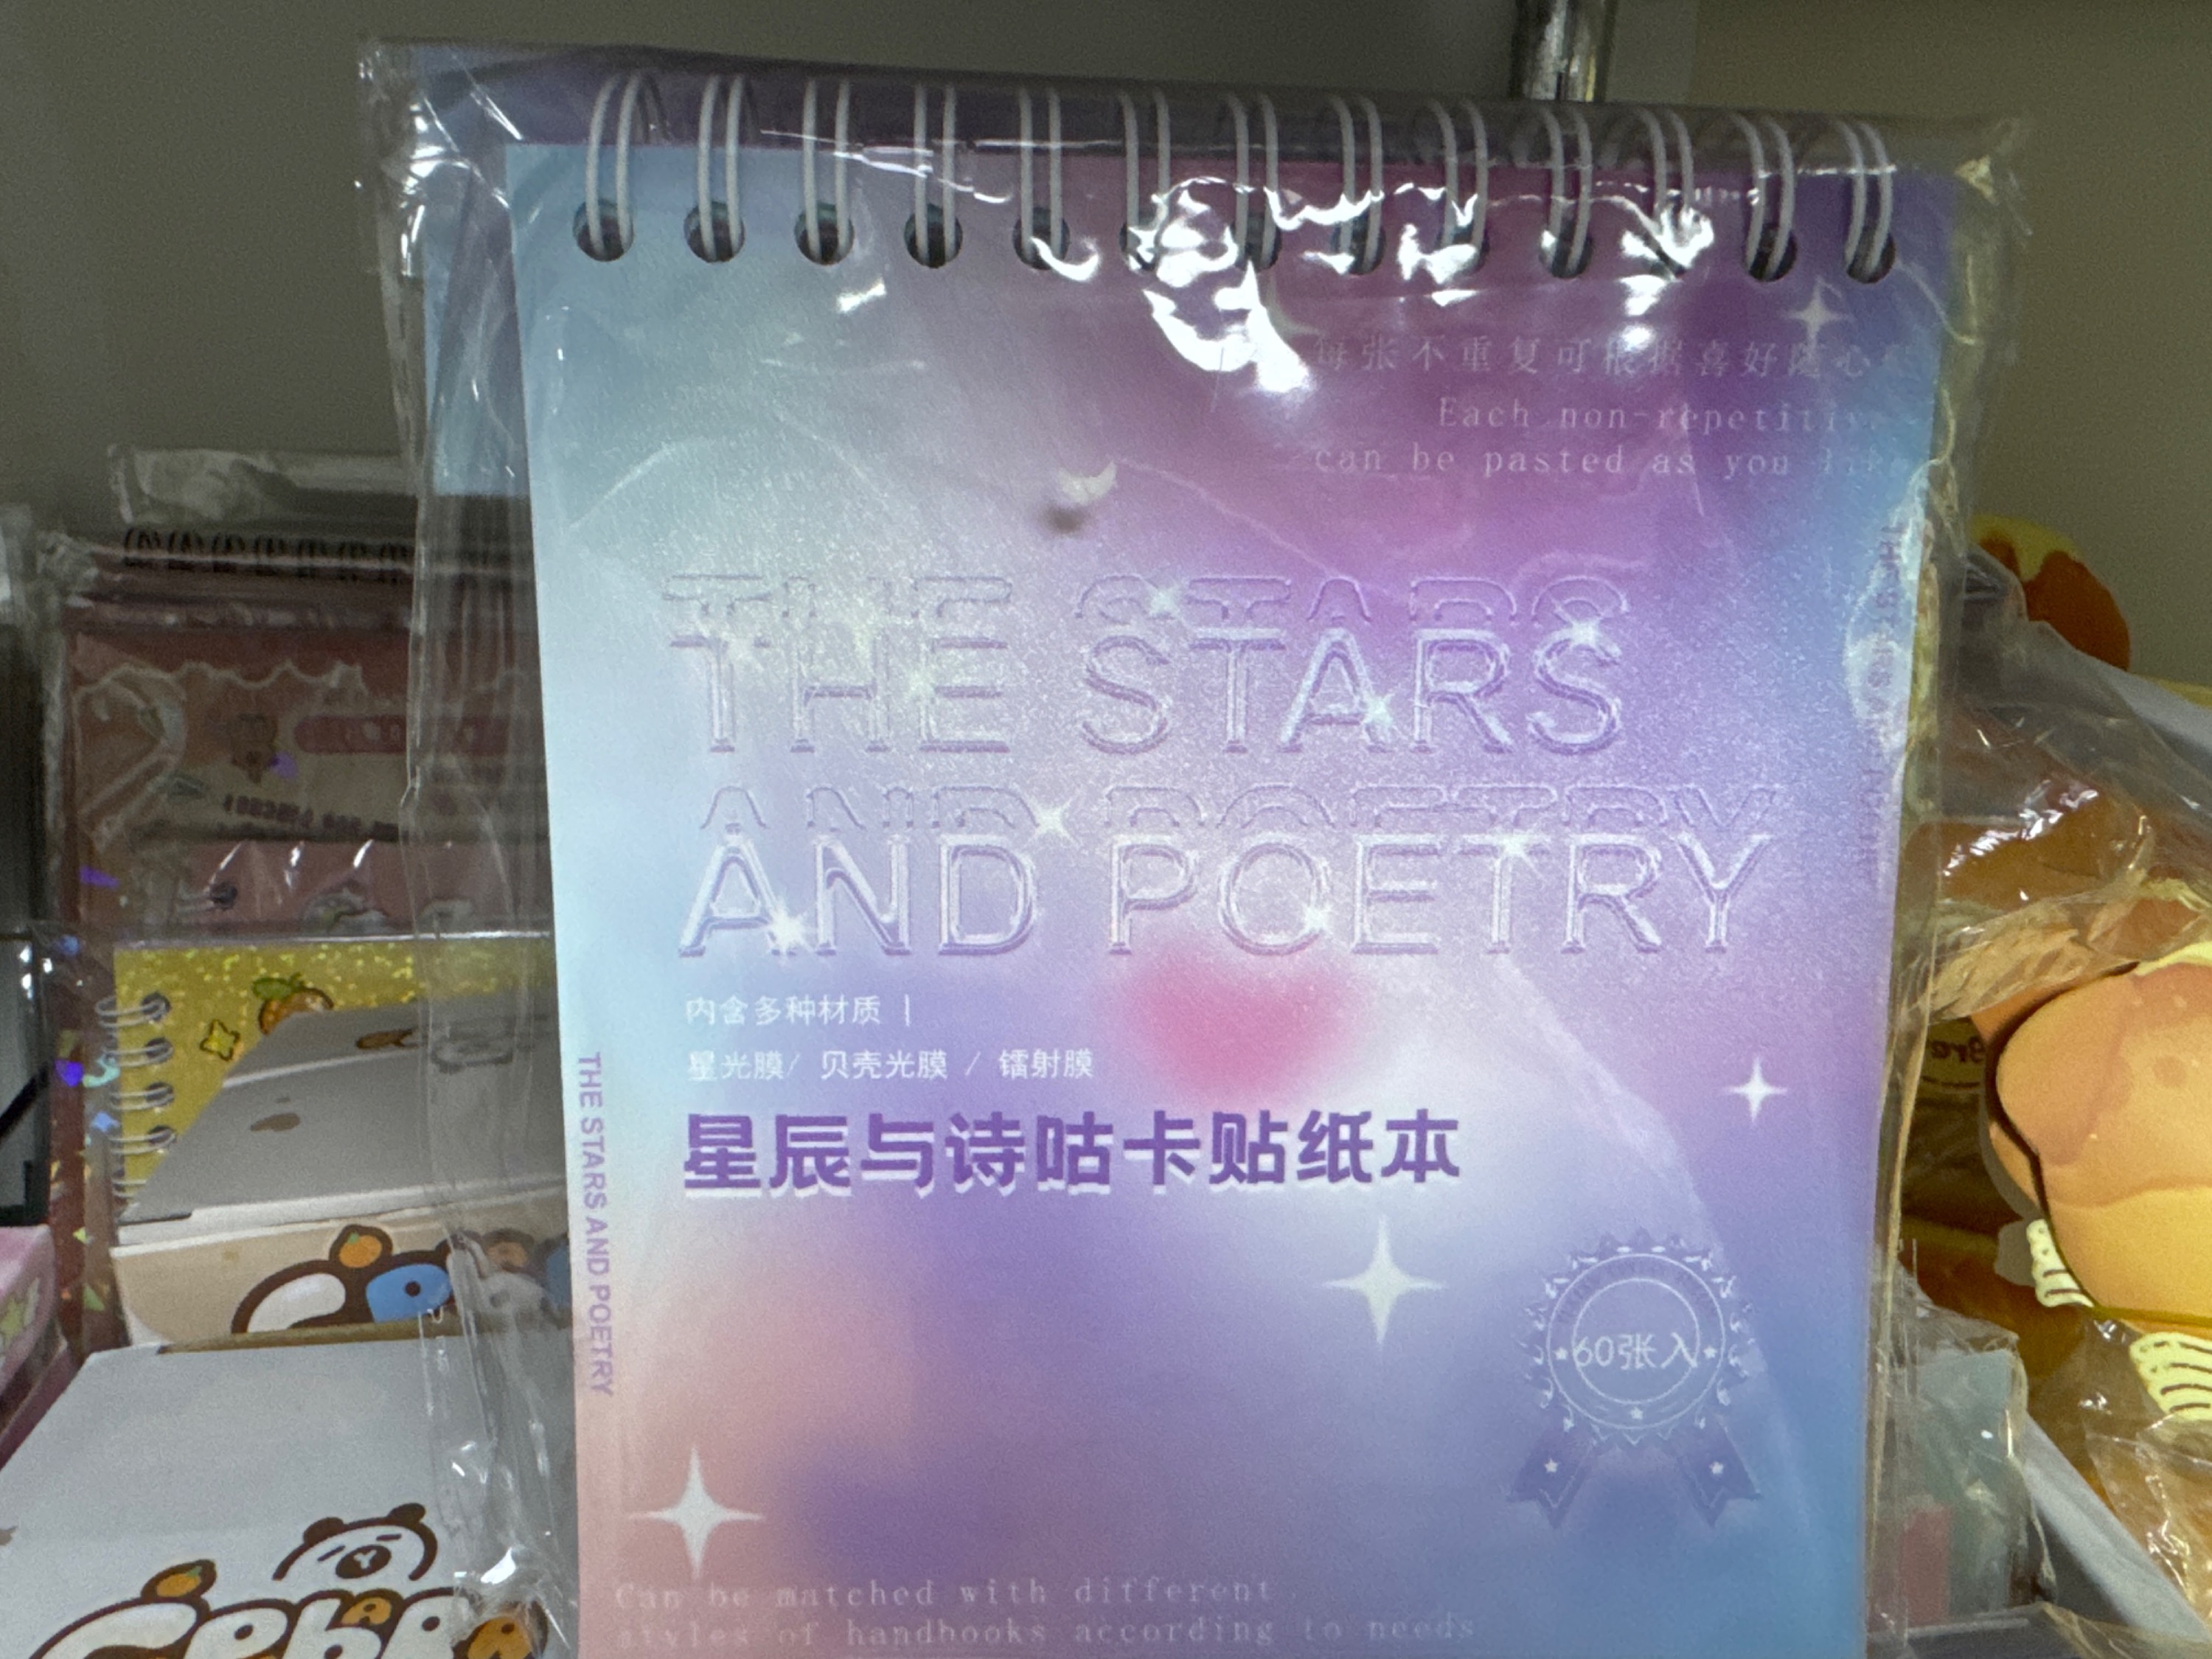 每张不重复可根据喜好随心
Each non-repetitive
can be pasted as you like
THE STARS
AND POETRY
内含多种材质 |
星光膜/ 贝壳光膜 / 镭射膜
星辰与诗咕卡贴纸本
THE STARS AND POETRY
60张入
Can be matched with different
styles of handbooks according to needs